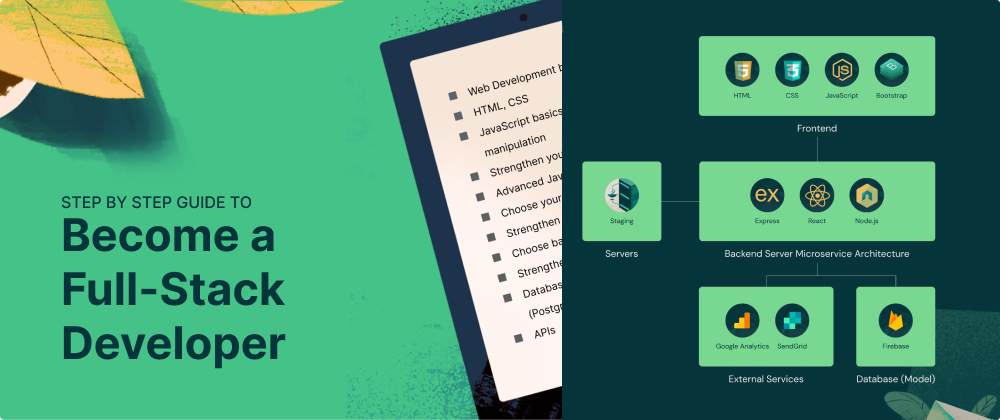 STEP BY STEP GUIDE TO
Become a
Full-Stack
Developer
Web Development
HTML, CSS
JavaScript basics
manipulation
Strengthen you
Advanced Jav
Choose your
Strengthen
Choose ba
Strengthe
Databas
(Postg
APIs
HTML
CSS
JavaScript
Bootstrap
Frontend
Staging
Servers
ex
JS
Express
React
Node.js
Backend Server Microservice Architecture
Google Analytics
SendGrid
External Services
Firebase
Database (Model)